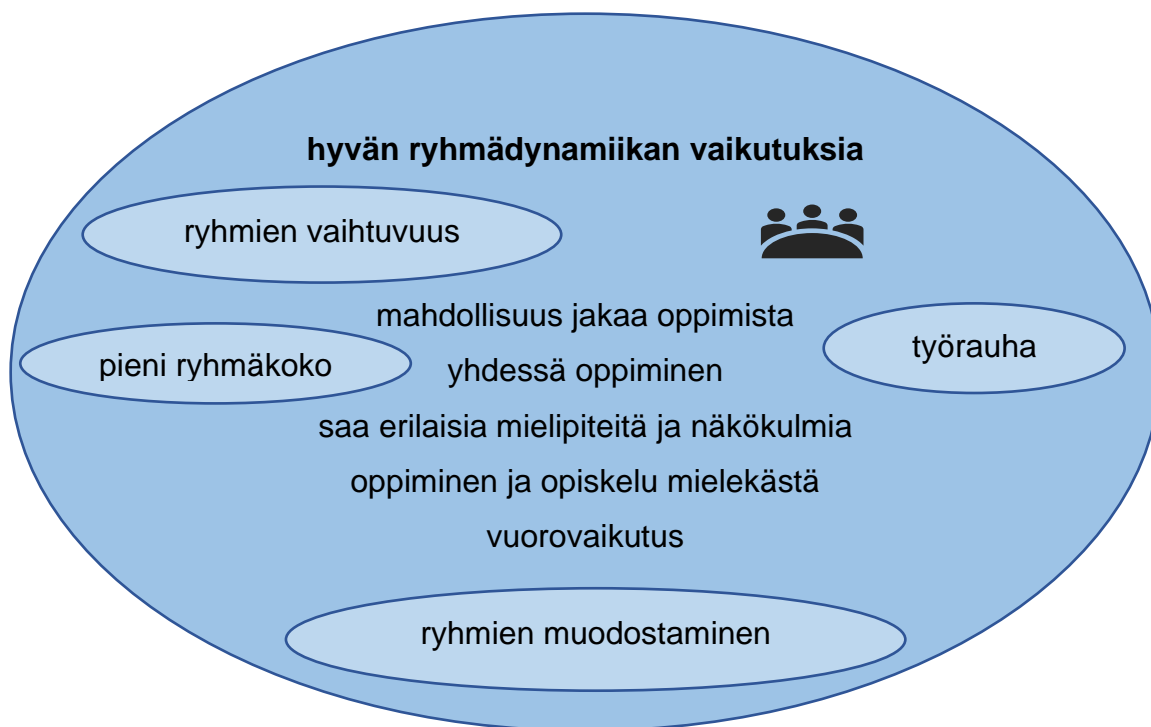 hyvän ryhmädynamiikan vaikutuksia
ryhmien vaihtuvuus
mahdollisuus jakaa oppimista
pieni ryhmäkoko
työrauha
yhdessä oppiminen
saa erilaisia mielipiteitä ja näkökulmia
oppiminen ja opiskelu mielekästä
vuorovaikutus
ryhmien muodostaminen